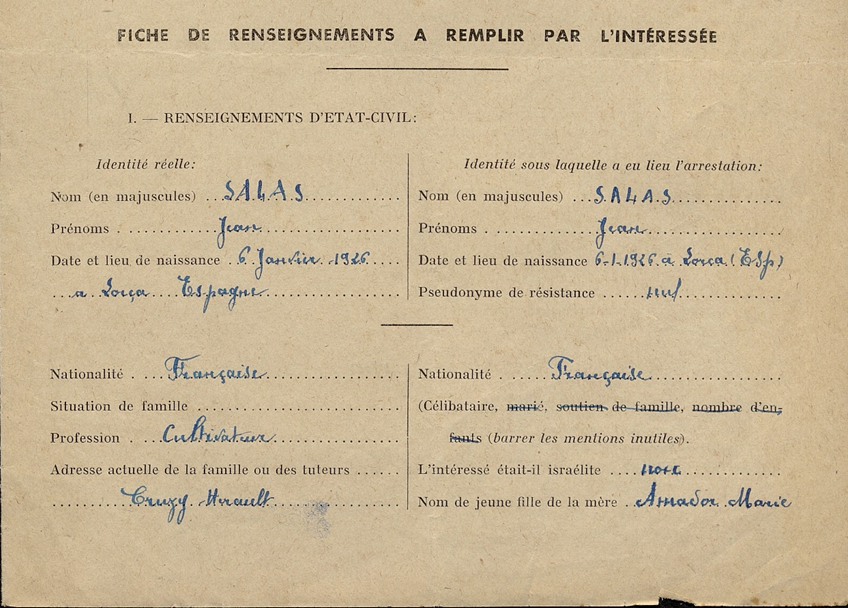 FICHE DE RENSEIGNEMENTS A REMPLIR PAR L'INTÉRESSÉE
I. — RENSEIGNEMENTS D'ETAT-CIVIL:
Identité réelle:
Nom (en majuscules) ... SALAS
Prénoms . Jean
Date et lieu de naissance . 6 Janvier 1926
a Lorca Espagne
Identité sous laquelle a eu lieu l'arrestation:
Nom (en majuscules) ... SALAS
Prénoms . Jean
Date et lieu de naissance 6.1.1926 a Lorca (Esp)
Pseudonyme de résistance
Nationalité . Française
Situation de famille
Profession . Cultivateur
Adresse actuelle de la famille ou des tuteurs
Cruzy Herault
Nationalité . Française
(Célibataire, marié, soutien de famille, nombre d'en-
fants (barrer les mentions inutiles).
L'intéressé était-il israélite .... non
Nom de jeune fille de la mère .. Amador Marie